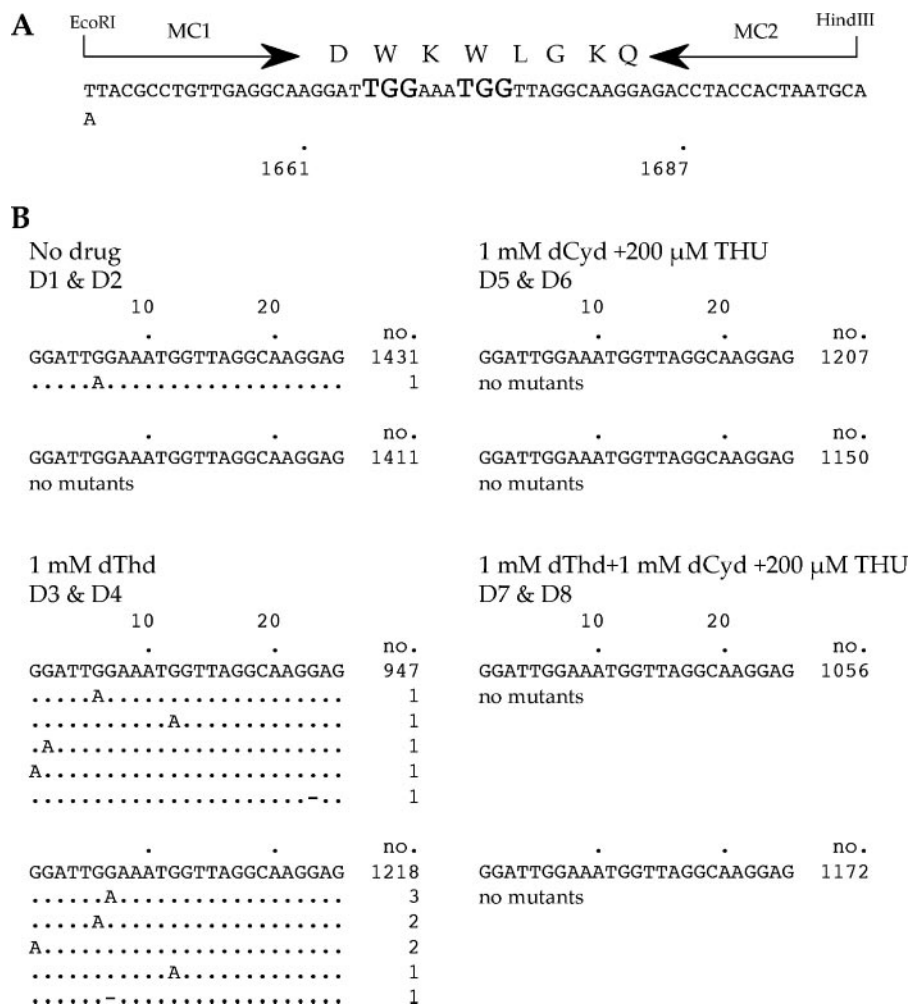 A
EcoRI MC1 MC2 HindIII
D W K W L G K Q
TTACGCCTGTTGAGGCAAGGAT TGGAAA TGGTTAGGCAAGGAGACCTACCACTAATGCA
A
.
.
1661 1687
B
No drug
D1 & D2
10 20
. . no.
GGATTGGAAATGGTTAGGCAAGGAG 1431
.....A................... 1
. . no.
GGATTGGAAATGGTTAGGCAAGGAG 1411
no mutants
1 mM dCyd +200 µM THU
D5 & D6
10 20
. . no.
GGATTGGAAATGGTTAGGCAAGGAG 1207
no mutants
. . no.
GGATTGGAAATGGTTAGGCAAGGAG 1150
no mutants
1 mM dThd
D3 & D4
10 20
. . no.
GGATTGGAAATGGTTAGGCAAGGAG 947
.....A................... 1
...........A............. 1
.A....................... 1
A........................ 1
......................-.. 1
. . no.
GGATTGGAAATGGTTAGGCAAGGAG 1218
......A.................. 3
.....A................... 2
A........................ 2
...........A............. 1
......-.................. 1
1 mM dThd+1 mM dCyd +200 µM THU
D7 & D8
10 20
. . no.
GGATTGGAAATGGTTAGGCAAGGAG 1056
no mutants
. . no.
GGATTGGAAATGGTTAGGCAAGGAG 1172
no mutants